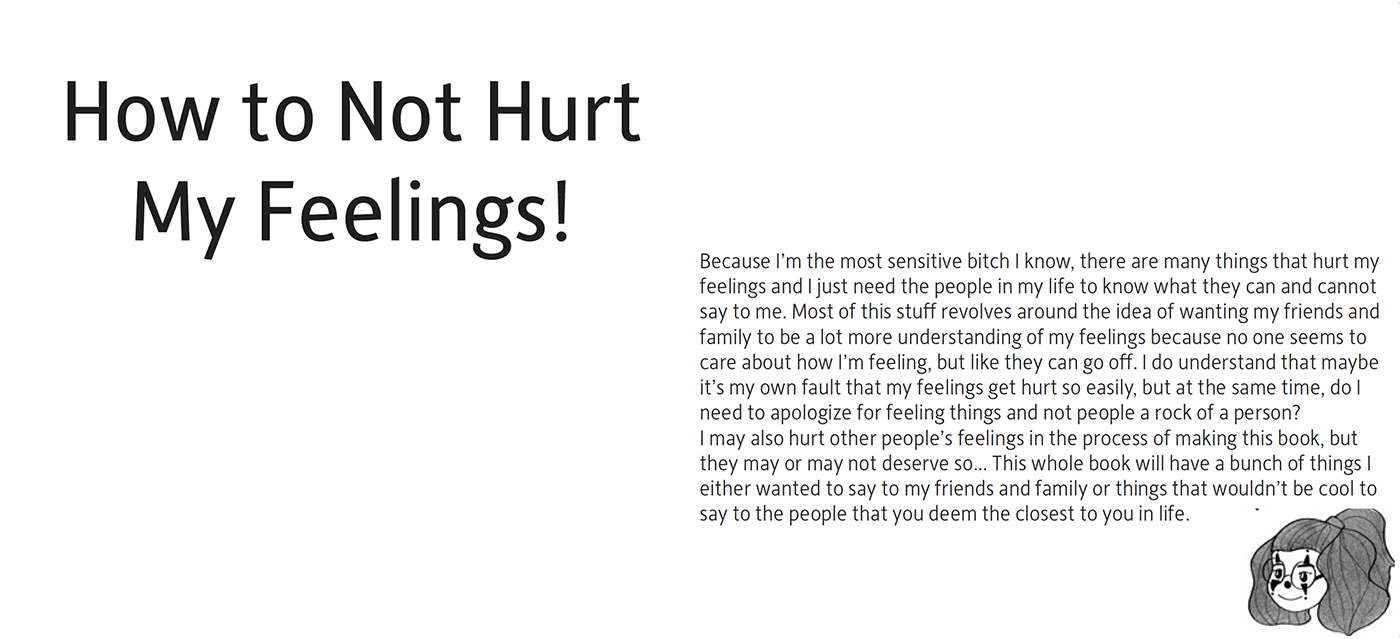 How to Not Hurt
My Feelings!
Because I'm the most sensitive bitch I know, there are many things that hurt my
feelings and I just need the people in my life to know what they can and cannot
say to me. Most of this stuff revolves around the idea of wanting my friends and
family to be a lot more understanding of my feelings because no one seems to
care about how I'm feeling, but like they can go off. I do understand that maybe
it's my own fault that my feelings get hurt so easily, but at the same time, do I
need to apologize for feeling things and not people a rock of a person?
I may also hurt other people's feelings in the process of making this book, but
they may or may not deserve so... This whole book will have a bunch of things I
either wanted to say to my friends and family or things that wouldn't be cool to
say to the people that you deem the closest to you in life.